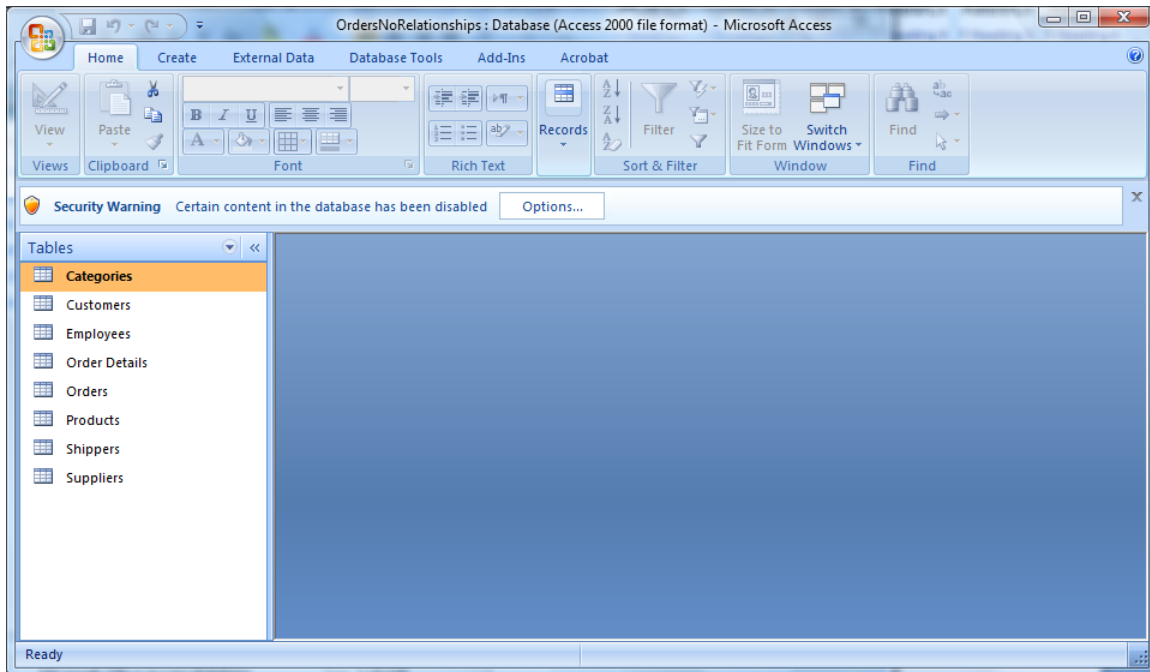 OrdersNoRelationships : Database (Access 2000 file format) - Microsoft Access
Home Create External Data Database Tools Add-Ins Acrobat
View Paste Records Filter Size to Fit Form Switch Windows Find
B I U A ab
Views Clipboard Font Rich Text Sort & Filter Window Find
Security Warning Certain content in the database has been disabled Options...
Tables
Categories
Customers
Employees
Order Details
Orders
Products
Shippers
Suppliers
Ready